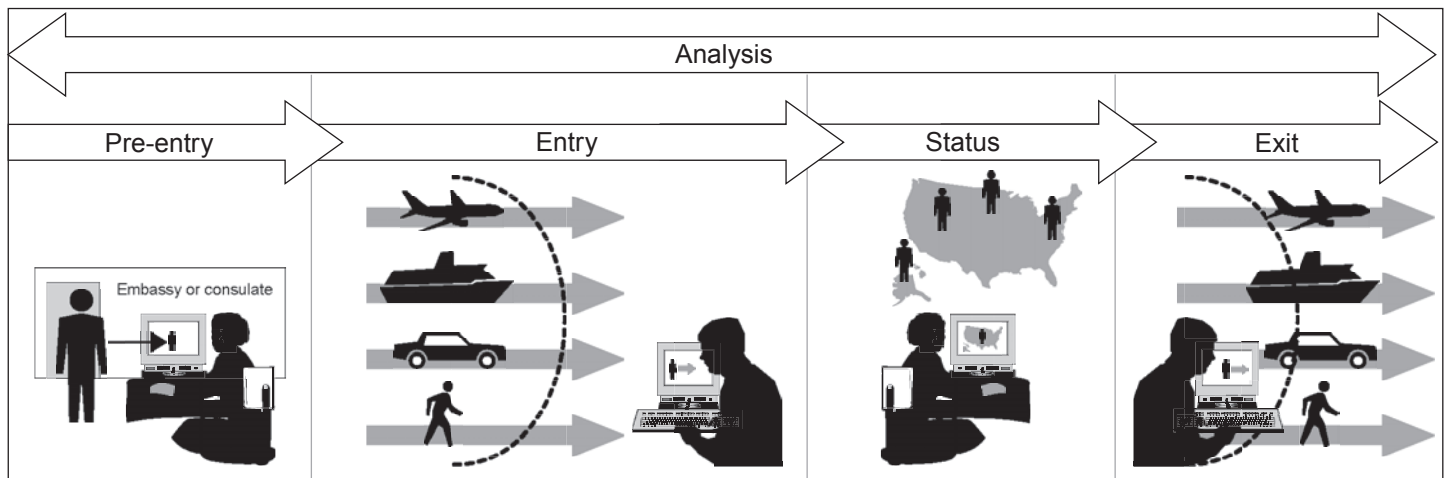 Analysis
Pre-entry
Entry
Status
Exit
Embassy or consulate